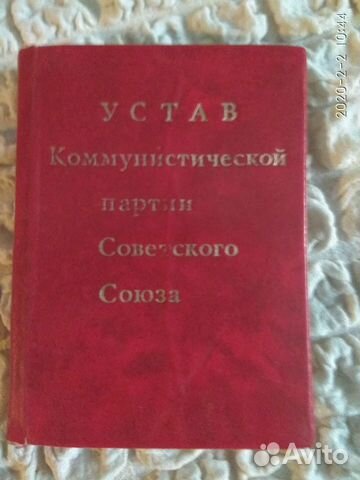 УСТАВ
Коммунистической
партии
Советского
Союза
2020-2-2 10:44
Avito